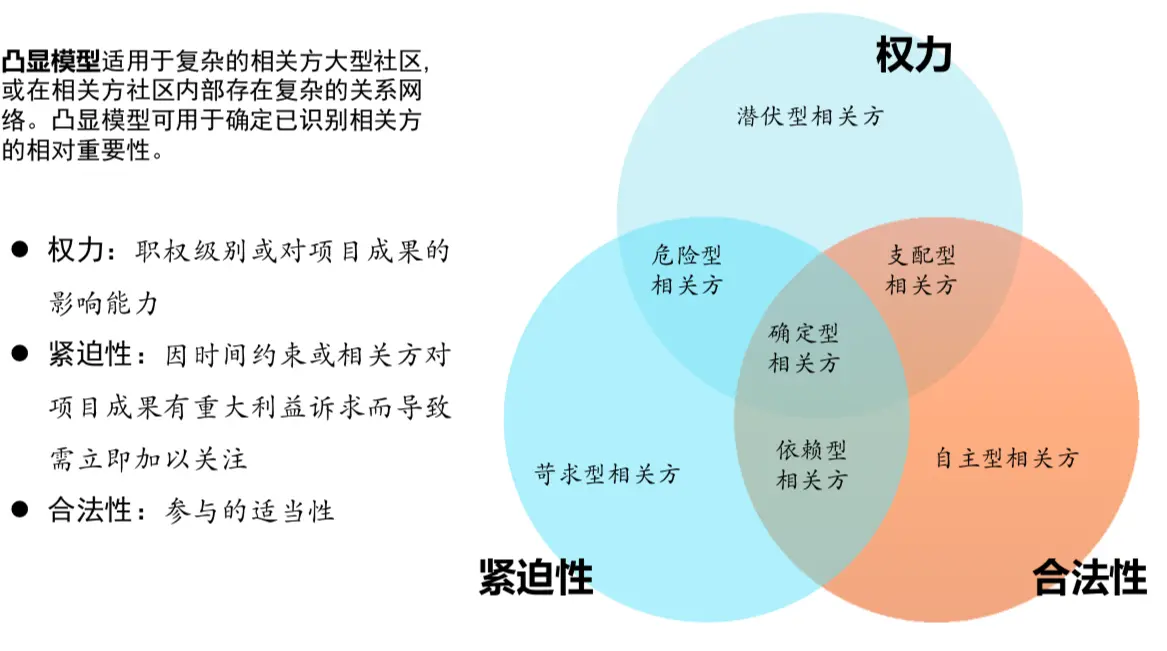 凸显模型适用于复杂的相关方大型社区,
或在相关方社区内部存在复杂的关系网
络。凸显模型可用于确定已识别相关方
的相对重要性。
● 权力：职权级别或对项目成果的
影响能力
● 紧迫性：因时间约束或相关方对
项目成果有重大利益诉求而导致
需立即加以关注
● 合法性：参与的适当性
权力
潜伏型相关方
危险型
相关方
支配型
相关方
确定型
相关方
依赖型
相关方
苛求型相关方
自主型相关方
紧迫性
合法性